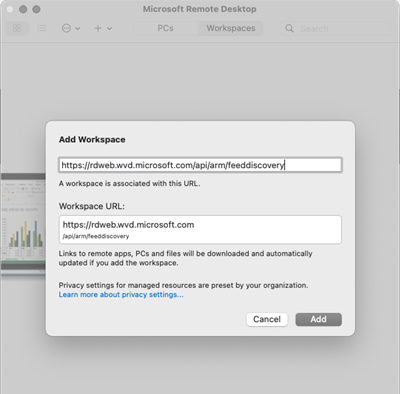 Microsoft Remote Desktop
PCs
Workspaces
Search
Add Workspace
https://rdweb.wvd.microsoft.com/api/arm/feeddiscovery
A workspace is associated with this URL.
Workspace URL:
https://rdweb.wvd.microsoft.com
/api/arm/feeddiscovery
Links to remote apps, PCs and files will be downloaded and automatically
updated if you add the workspace.
Privacy settings for managed resources are preset by your organization.
Learn more about privacy settings...
Cancel
Add